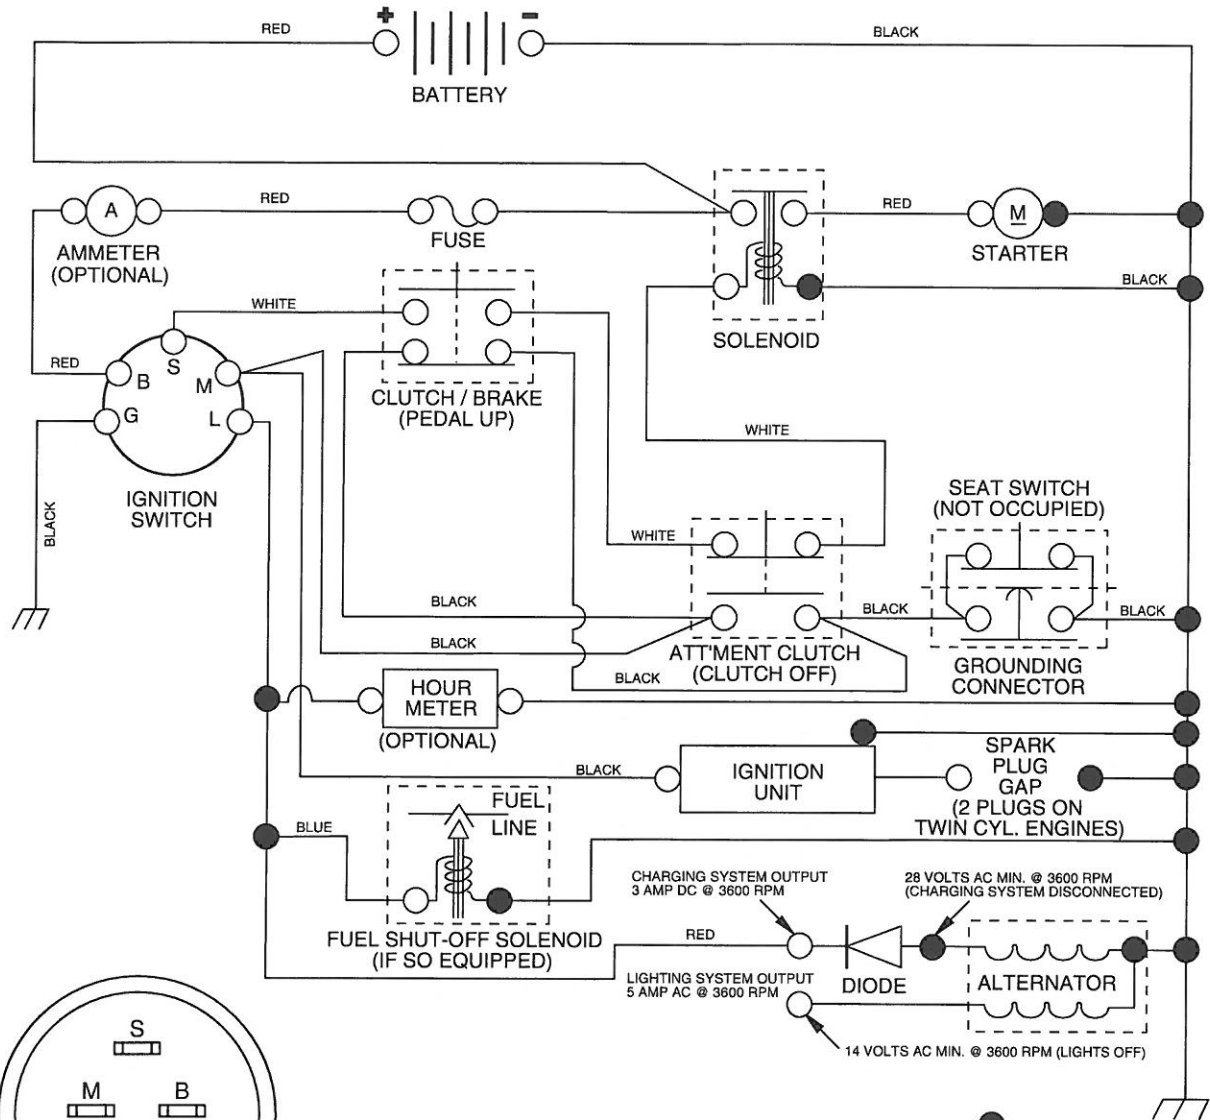 + −
RED
BLACK
BATTERY
A
RED
FUSE
RED
M
AMMETER
(OPTIONAL)
STARTER
WHITE
BLACK
SOLENOID
RED
S
B
M
G
L
CLUTCH / BRAKE
(PEDAL UP)
WHITE
IGNITION
SWITCH
BLACK
SEAT SWITCH
(NOT OCCUPIED)
WHITE
BLACK
BLACK
BLACK
BLACK
ATT'MENT CLUTCH
(CLUTCH OFF)
GROUNDING
CONNECTOR
BLACK
HOUR
METER
(OPTIONAL)
BLACK
IGNITION
UNIT
SPARK
PLUG
GAP
(2 PLUGS ON
TWIN CYL. ENGINES)
FUEL
LINE
BLUE
CHARGING SYSTEM OUTPUT
3 AMP DC @ 3600 RPM
28 VOLTS AC MIN. @ 3600 RPM
(CHARGING SYSTEM DISCONNECTED)
FUEL SHUT-OFF SOLENOID
(IF SO EQUIPPED)
RED
LIGHTING SYSTEM OUTPUT
5 AMP AC @ 3600 RPM
DIODE
ALTERNATOR
14 VOLTS AC MIN. @ 3600 RPM (LIGHTS OFF)
S
M B